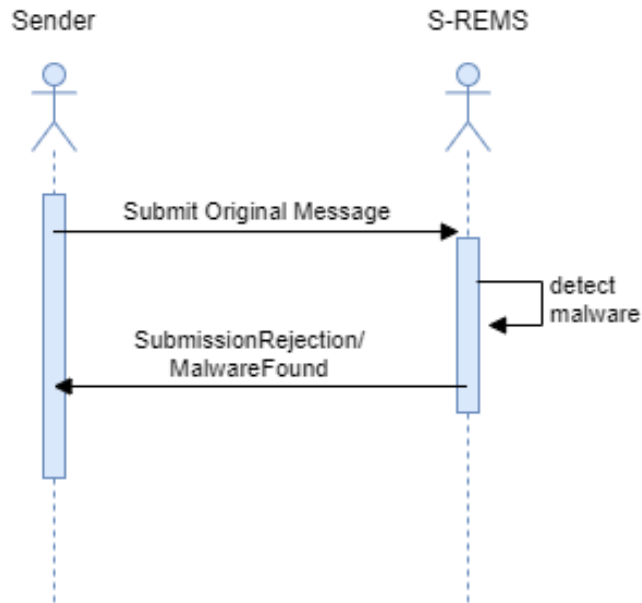 Sender
S-REMS
Submit Original Message
detect
malware
SubmissionRejection/
MalwareFound